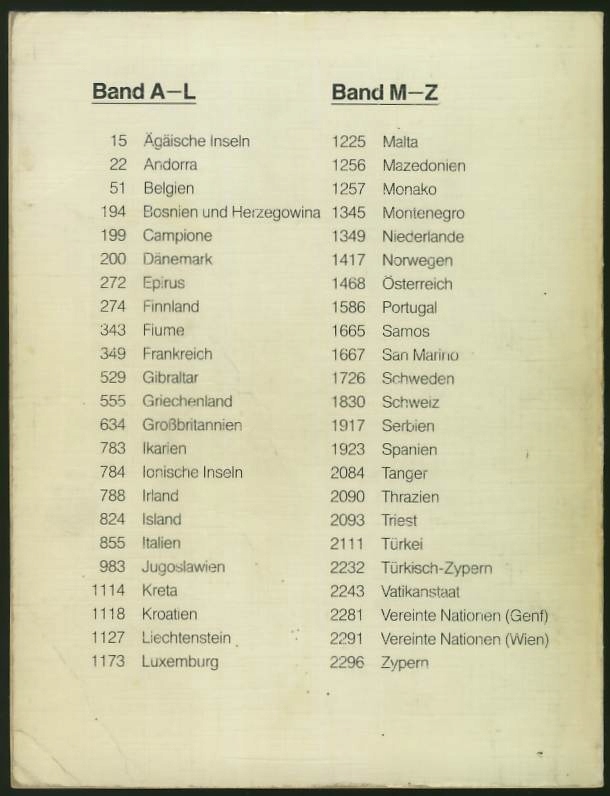 Band A–L
15 Ägäische Inseln
22 Andorra
51 Belgien
194 Bosnien und Herzegowina
199 Campione
200 Dänemark
272 Epirus
274 Finnland
343 Fiume
349 Frankreich
529 Gibraltar
555 Griechenland
634 Großbritannien
783 Ikarien
784 Ionische Inseln
788 Irland
824 Island
855 Italien
983 Jugoslawien
1114 Kreta
1118 Kroatien
1127 Liechtenstein
1173 Luxemburg
Band M–Z
1225 Malta
1256 Mazedonien
1257 Monako
1345 Montenegro
1349 Niederlande
1417 Norwegen
1468 Österreich
1586 Portugal
1665 Samos
1667 San Marino
1726 Schweden
1830 Schweiz
1917 Serbien
1923 Spanien
2084 Tanger
2090 Thrazien
2093 Triest
2111 Türkei
2232 Türkisch-Zypern
2243 Vatikanstaat
2281 Vereinte Nationen (Genf)
2291 Vereinte Nationen (Wien)
2296 Zypern